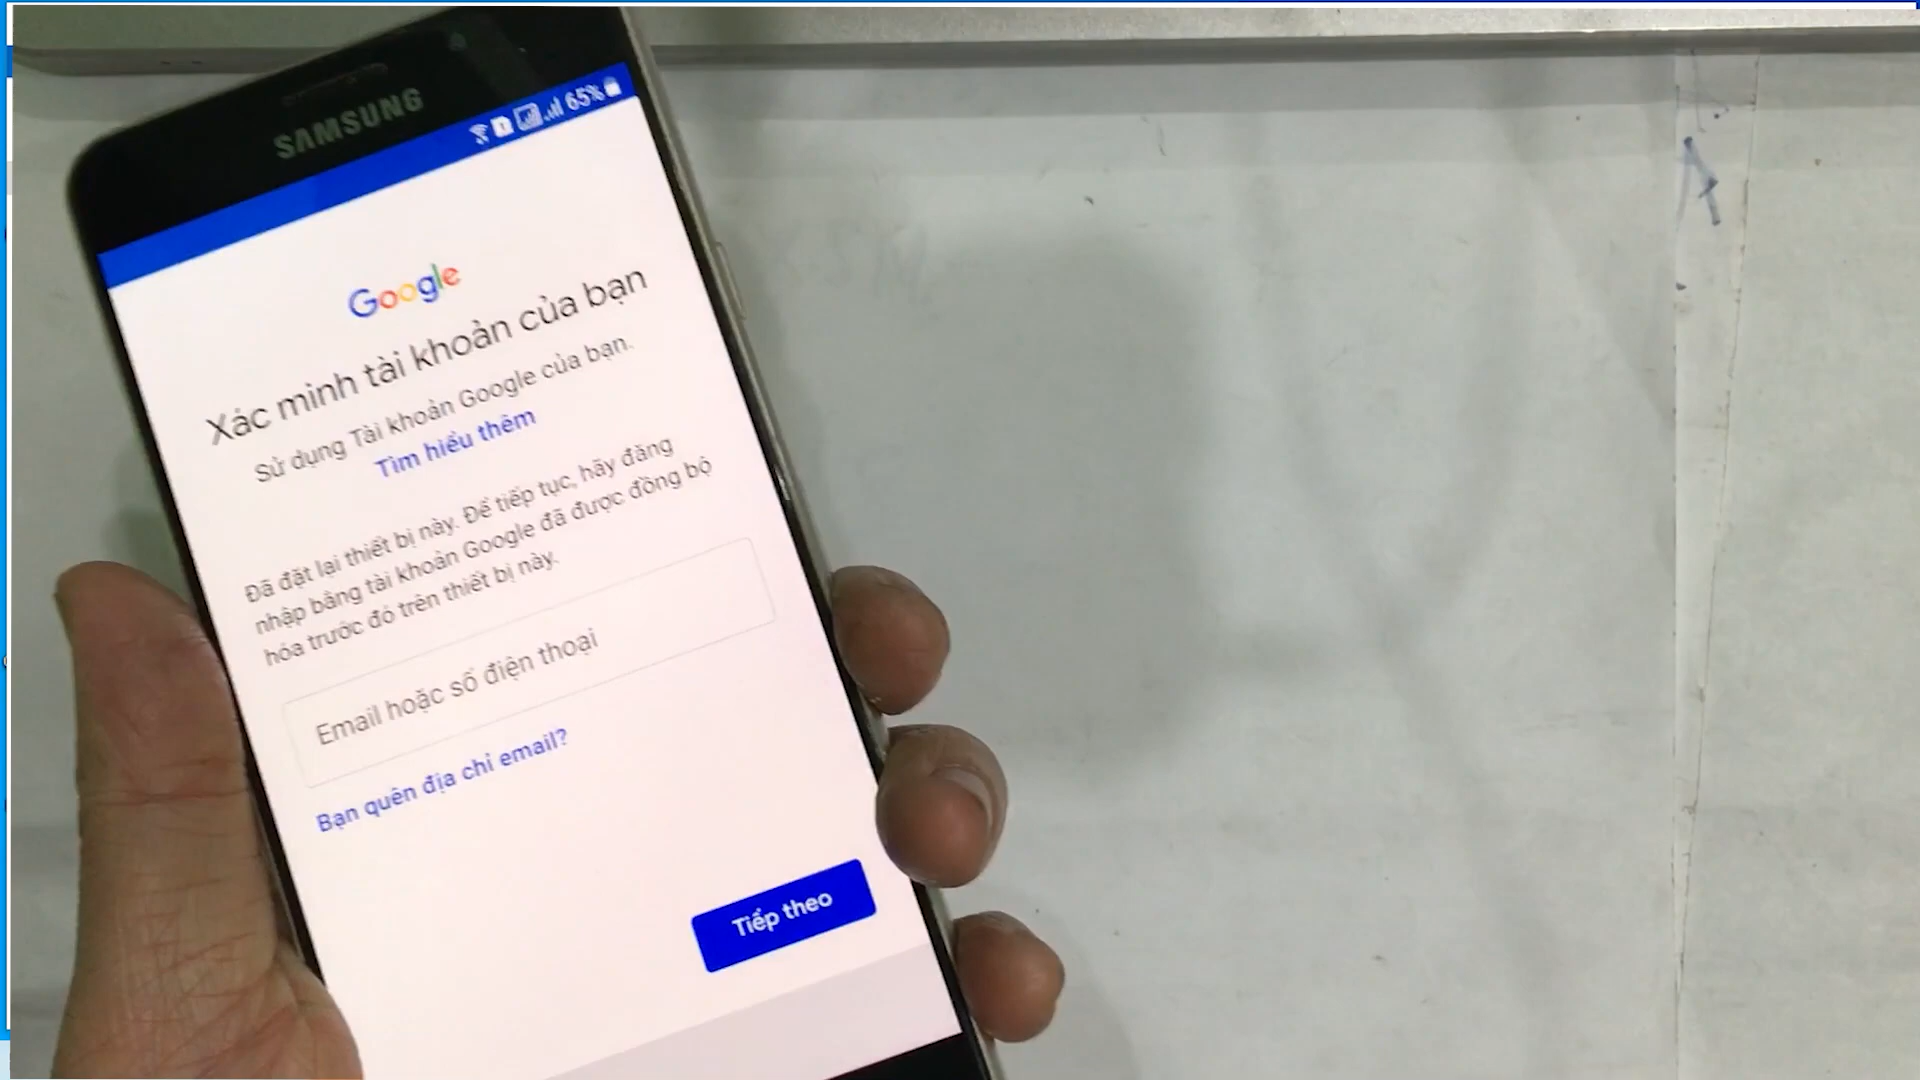 SAMSUNG
65%
Google
Xác minh tài khoản của bạn
Sử dụng Tài khoản Google của bạn.
Tìm hiểu thêm
Đã đặt lại thiết bị này. Để tiếp tục, hãy đăng
nhập bằng tài khoản Google đã được đồng bộ
hóa trước đó trên thiết bị này.
Email hoặc số điện thoại
Bạn quên địa chỉ email?
Tiếp theo